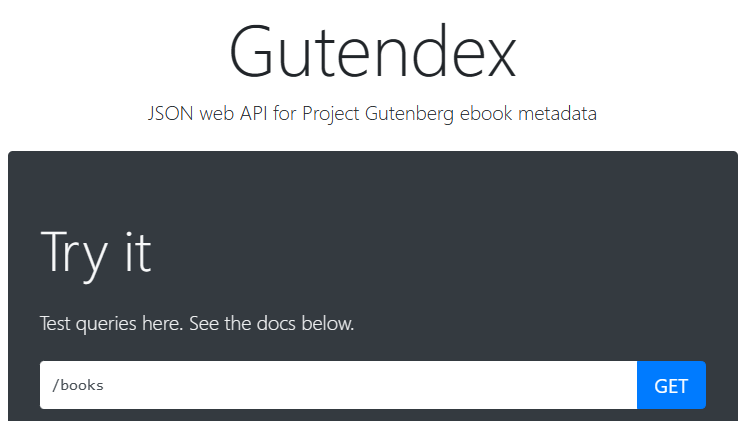 Gutendex
JSON web API for Project Gutenberg ebook metadata
Try it
Test queries here. See the docs below.
/books
GET